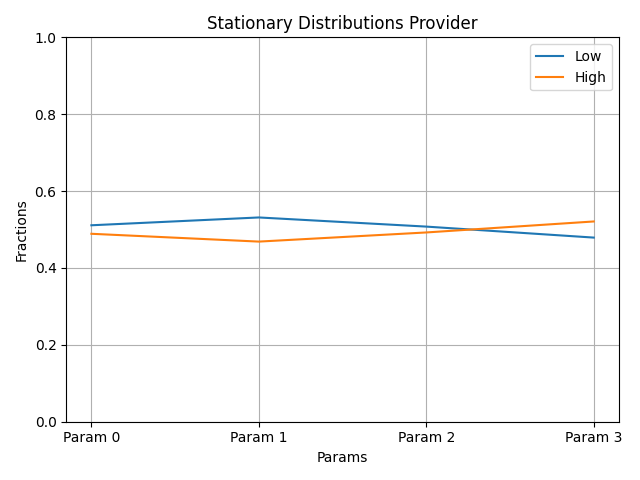 Stationary Distributions Provider
1.0
0.8
0.6
0.4
0.2
0.0
Fractions
Low
High
Param 0 Param 1 Param 2 Param 3
Params